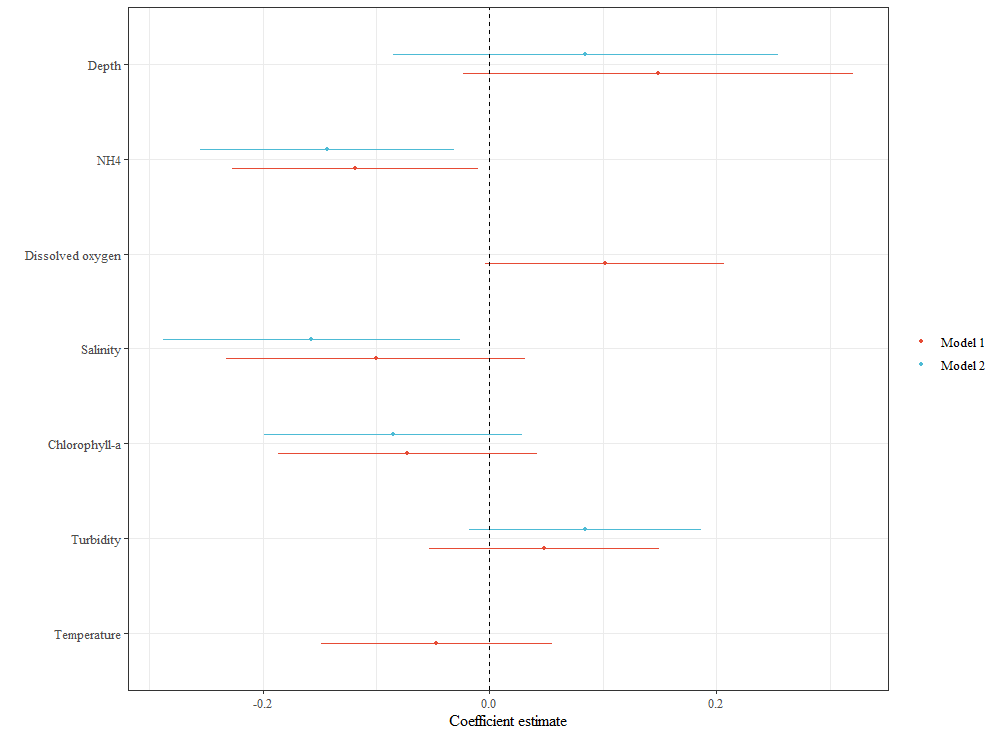 Depth
NH4
Dissolved oxygen
Salinity
Chlorophyll-a
Turbidity
Temperature
-0.2
0.0
0.2
Coefficient estimate
Model 1
Model 2